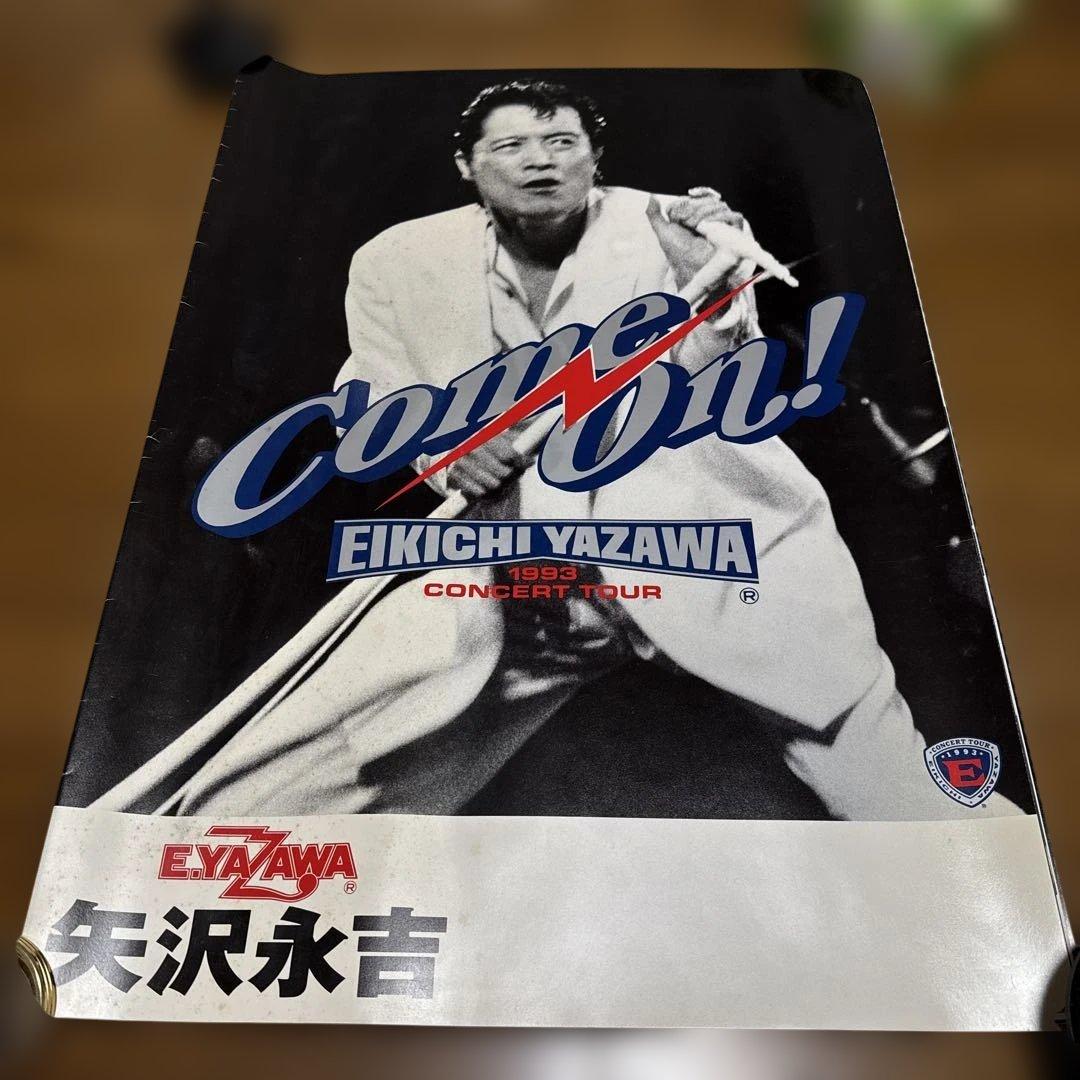 Come On!
EIKICHI YAZAWA
1993
CONCERT TOUR
®
CONCERT TOUR
1993
E
EIKICHI YAZAWA
®
E.YAZAWA
®
矢沢永吉